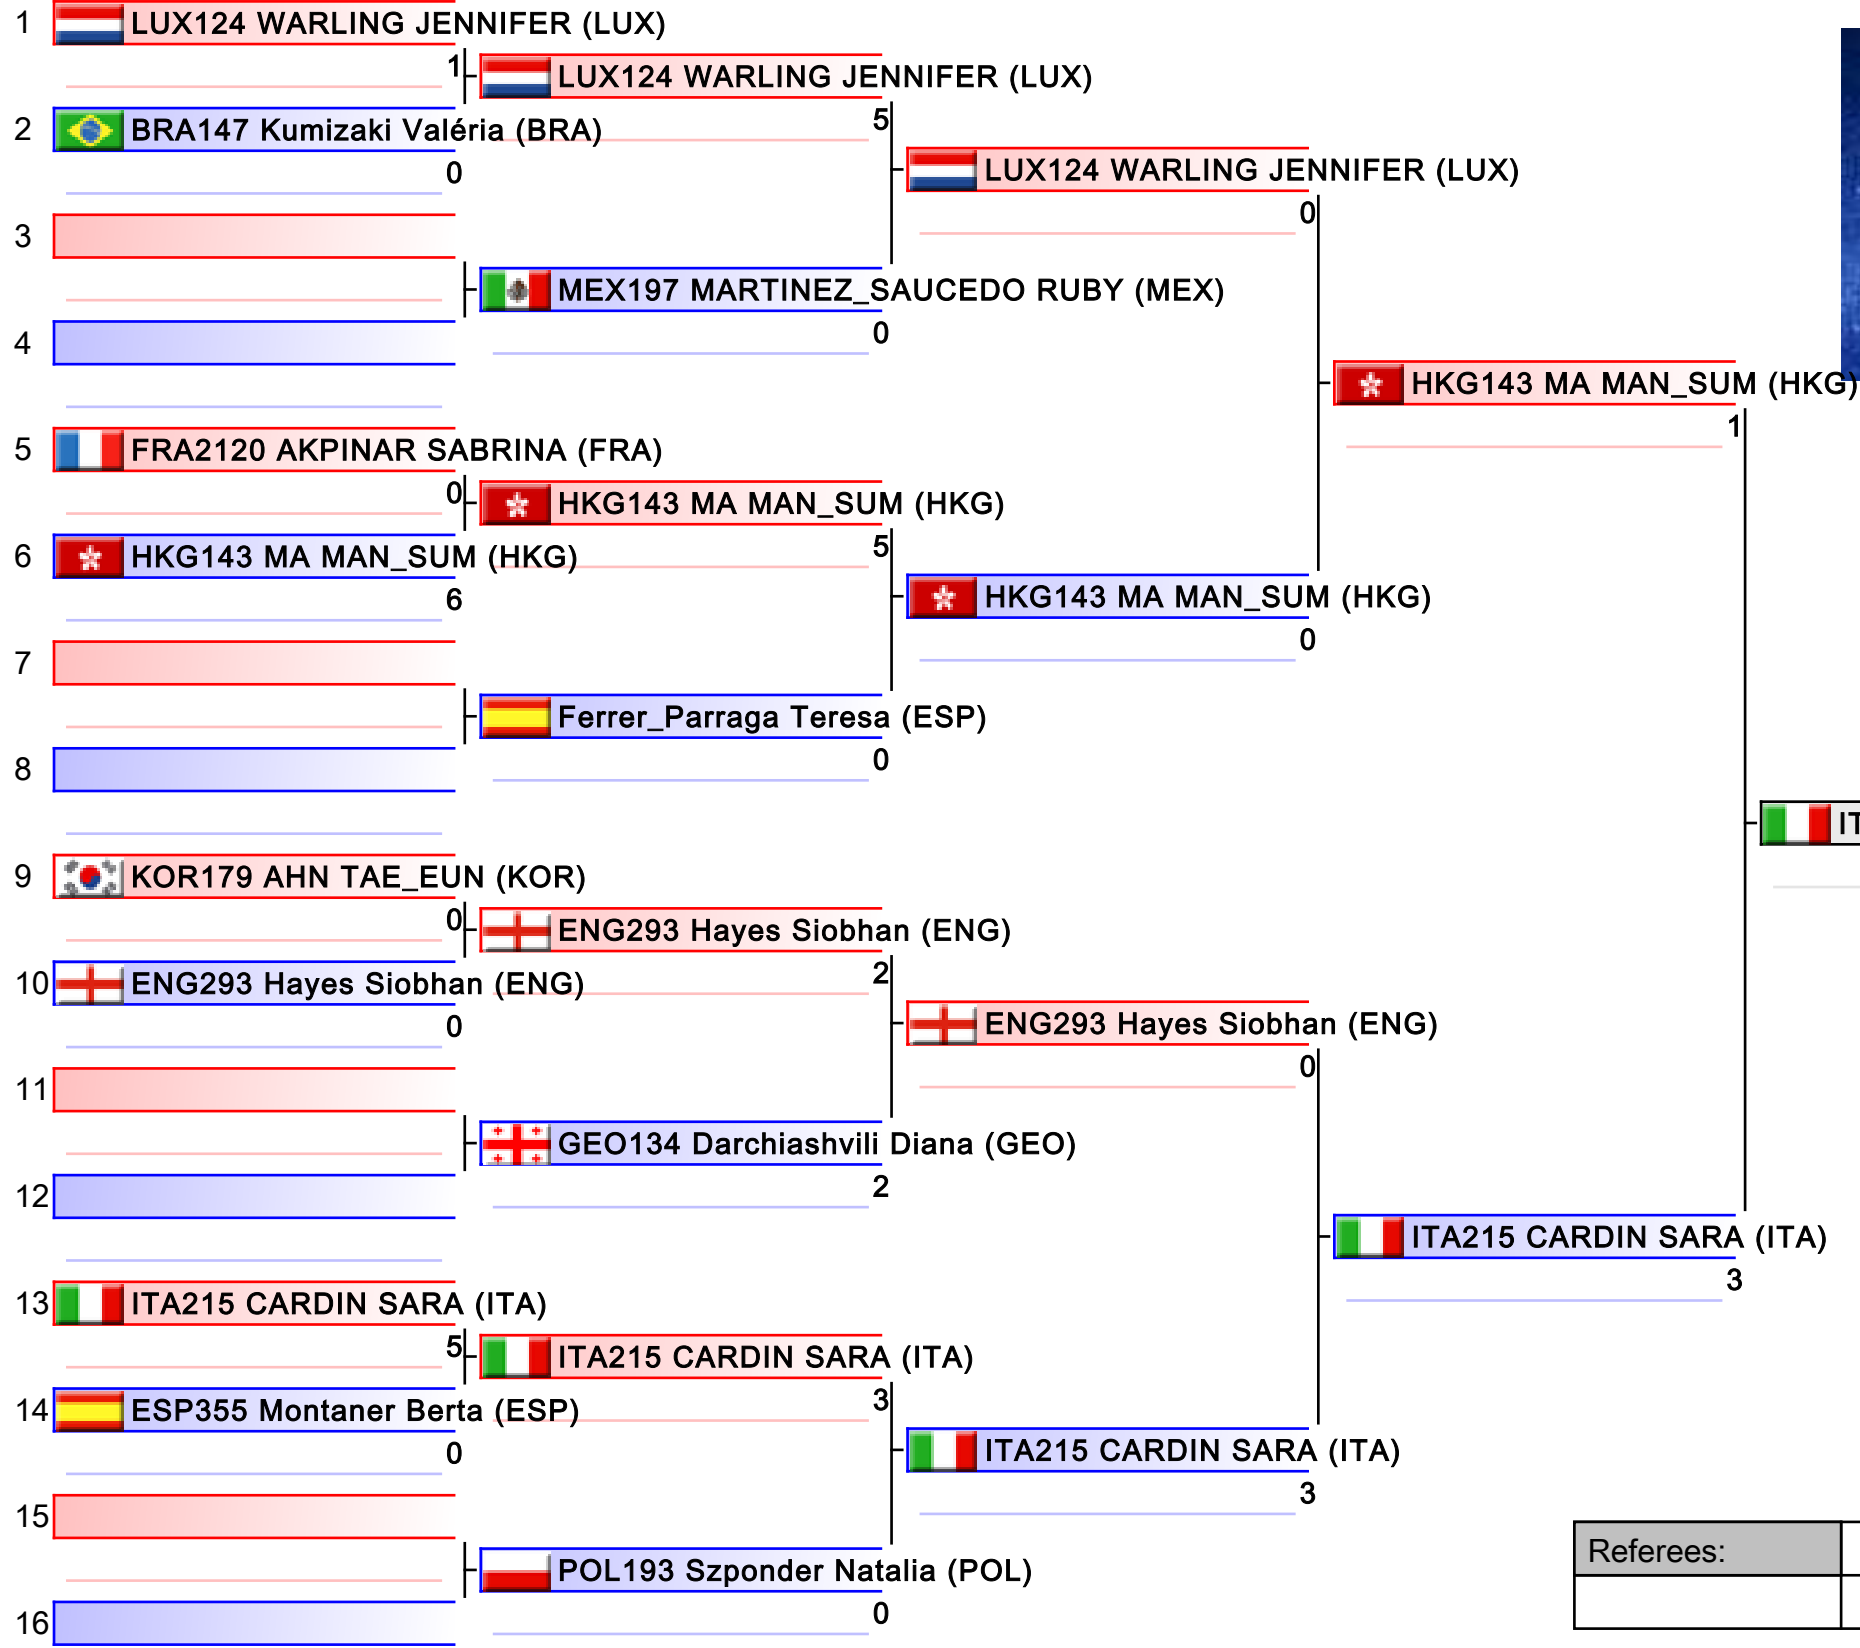 1 LUX124 WARLING JENNIFER (LUX)
1
LUX124 WARLING JENNIFER (LUX)
5
2 BRA147 Kumizaki Valéria (BRA)
0
LUX124 WARLING JENNIFER (LUX)
0
3
MEX197 MARTINEZ_SAUCEDO RUBY (MEX)
0
4
HKG143 MA MAN_SUM (HKG)
1
5 FRA2120 AKPINAR SABRINA (FRA)
0
HKG143 MA MAN_SUM (HKG)
5
6 HKG143 MA MAN_SUM (HKG)
6
HKG143 MA MAN_SUM (HKG)
0
7
Ferrer_Parraga Teresa (ESP)
0
8
IT
9 KOR179 AHN TAE_EUN (KOR)
0
ENG293 Hayes Siobhan (ENG)
2
10 ENG293 Hayes Siobhan (ENG)
0
ENG293 Hayes Siobhan (ENG)
0
11
GEO134 Darchiashvili Diana (GEO)
2
12
ITA215 CARDIN SARA (ITA)
3
13 ITA215 CARDIN SARA (ITA)
5
ITA215 CARDIN SARA (ITA)
3
14 ESP355 Montaner Berta (ESP)
0
ITA215 CARDIN SARA (ITA)
3
15
Referees:
POL193 Szponder Natalia (POL)
0
16